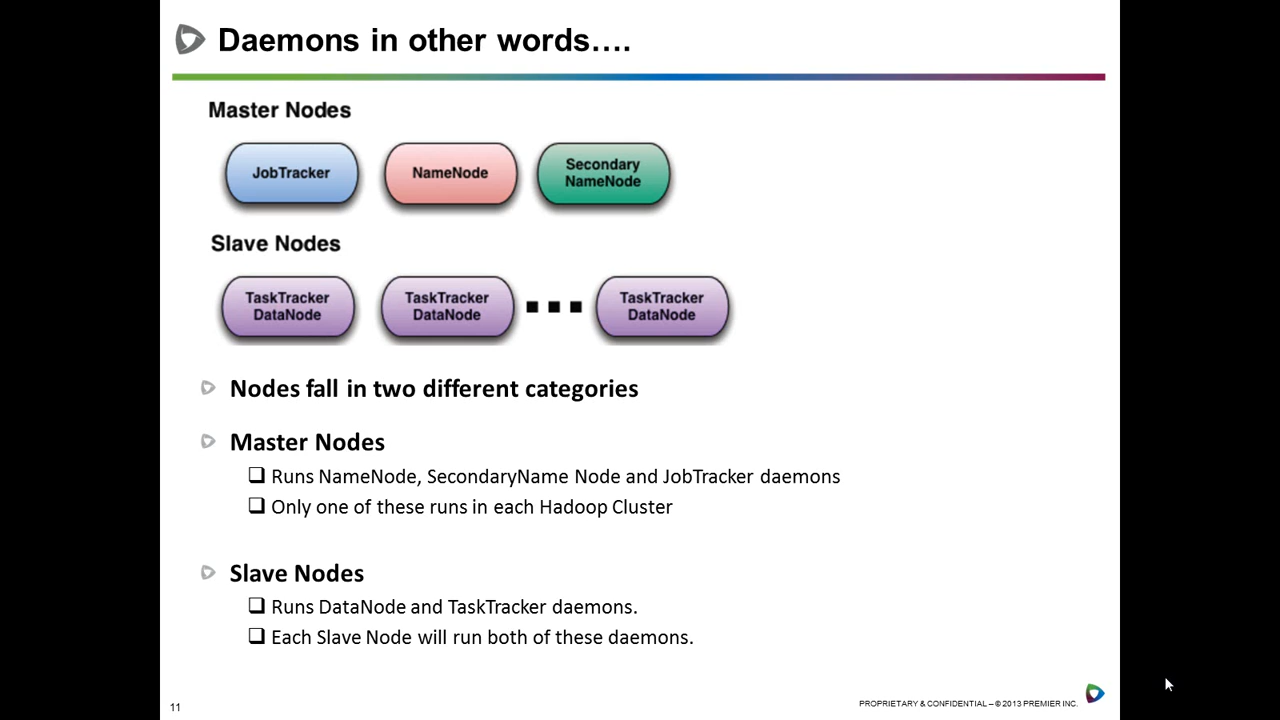 Daemons in other words....
Master Nodes
JobTracker
NameNode
Secondary
NameNode
Slave Nodes
TaskTracker
DataNode
TaskTracker
DataNode
TaskTracker
DataNode
Nodes fall in two different categories
Master Nodes
Runs NameNode, SecondaryName Node and JobTracker daemons
Only one of these runs in each Hadoop Cluster
Slave Nodes
Runs DataNode and TaskTracker daemons.
Each Slave Node will run both of these daemons.
11
PROPRIETARY & CONFIDENTIAL – © 2013 PREMIER INC.